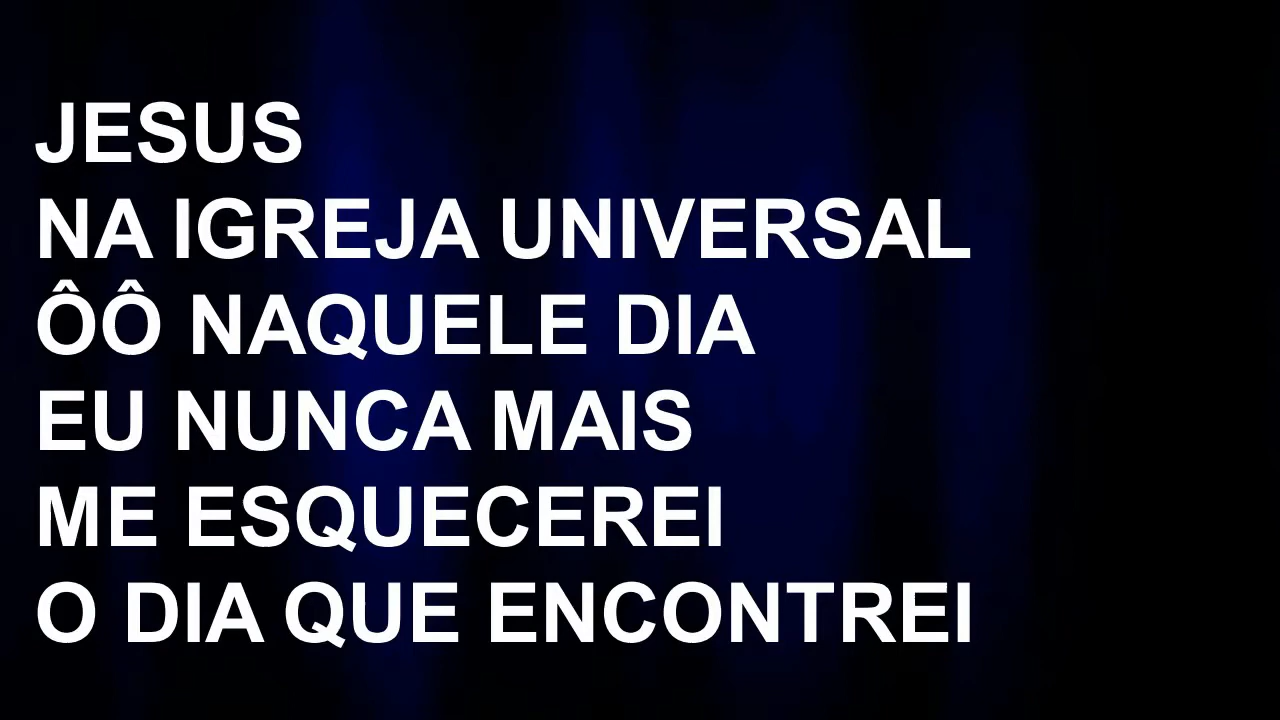 JESUS
NA IGREJA UNIVERSAL
ÔÔ NAQUELE DIA
EU NUNCA MAIS
ME ESQUECEREI
O DIA QUE ENCONTREI